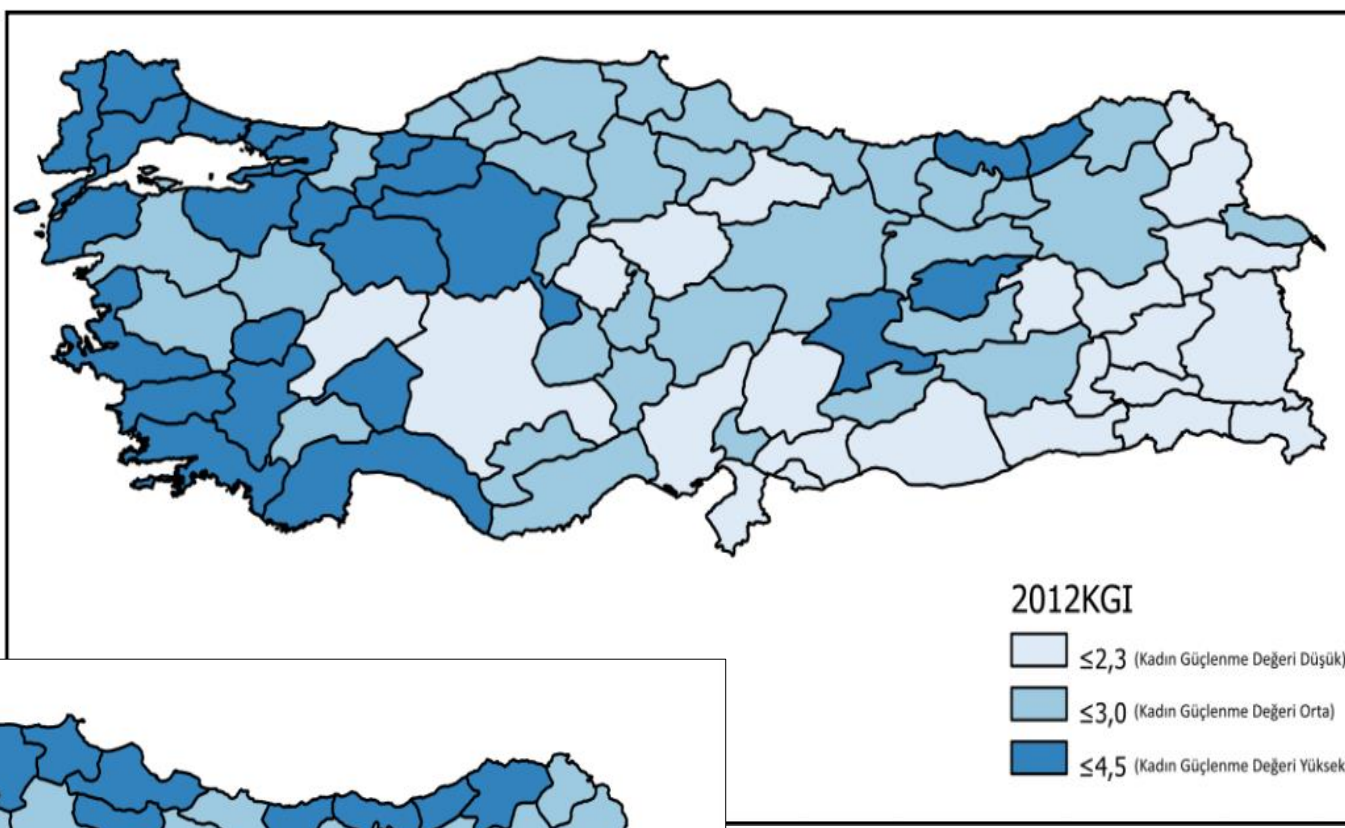 2012KGI
≤2,3 (Kadın Güçlenme Değeri Düşük)
≤3,0 (Kadın Güçlenme Değeri Orta)
≤4,5 (Kadın Güçlenme Değeri Yüksek